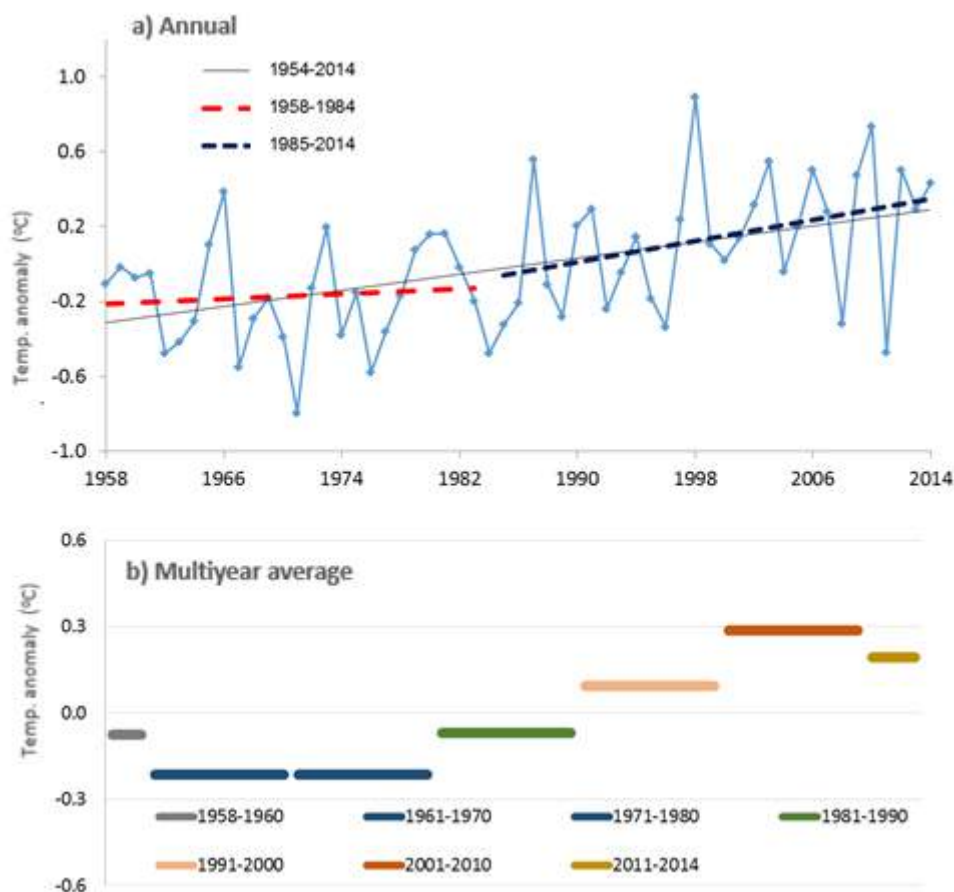 a) Annual
1954-2014
1958-1984
1985-2014
Temp. anomaly (ºC)
1.0
0.6
0.2
-0.2
-0.6
-1.0
1958 1966 1974 1982 1990 1998 2006 2014
b) Multiyear average
Temp. anomaly (ºC)
0.6
0.3
0.0
-0.3
-0.6
1958-1960 1961-1970 1971-1980 1981-1990
1991-2000 2001-2010 2011-2014